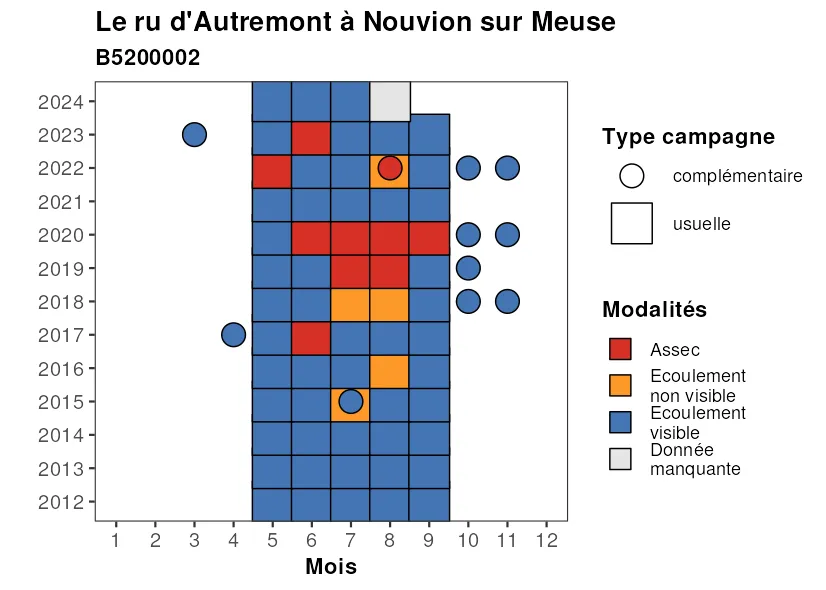 Le ru d'Autremont à Nouvion sur Meuse
B5200002
2024
2023
2022
2021
2020
2019
2018
2017
2016
2015
2014
2013
2012
1 2 3 4 5 6 7 8 9 10 11 12
Mois
Type campagne
complémentaire
usuelle
Modalités
Assec
Ecoulement
non visible
Ecoulement
visible
Donnée
manquante